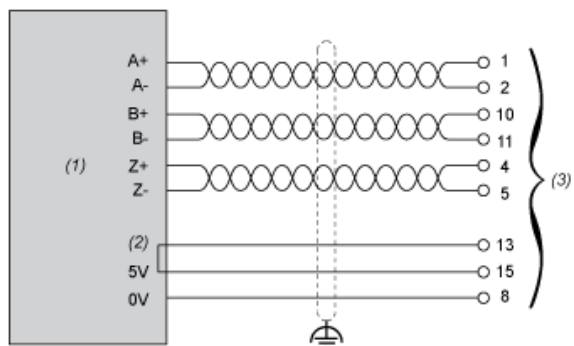 A+ 1
A- 2
B+ 10
B- 11
(1) Z+ 4 (3)
Z- 5
(2) 13
5V 15
0V 8